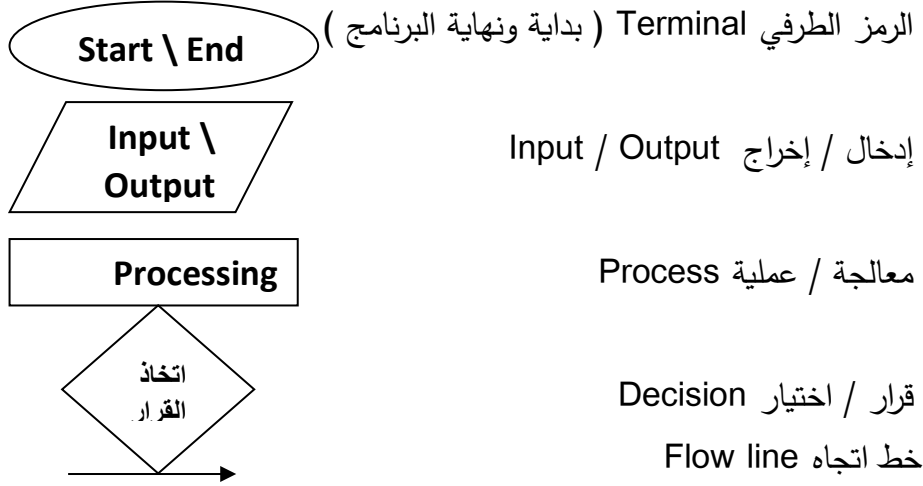 الرمز الطرفي Terminal ( بداية ونهاية البرنامج )
Start \ End
إدخال / إخراج Input / Output
Input \
Output
معالجة / عملية Process
Processing
قرار / اختيار Decision
اتخاذ
القرار
خط اتجاه Flow line